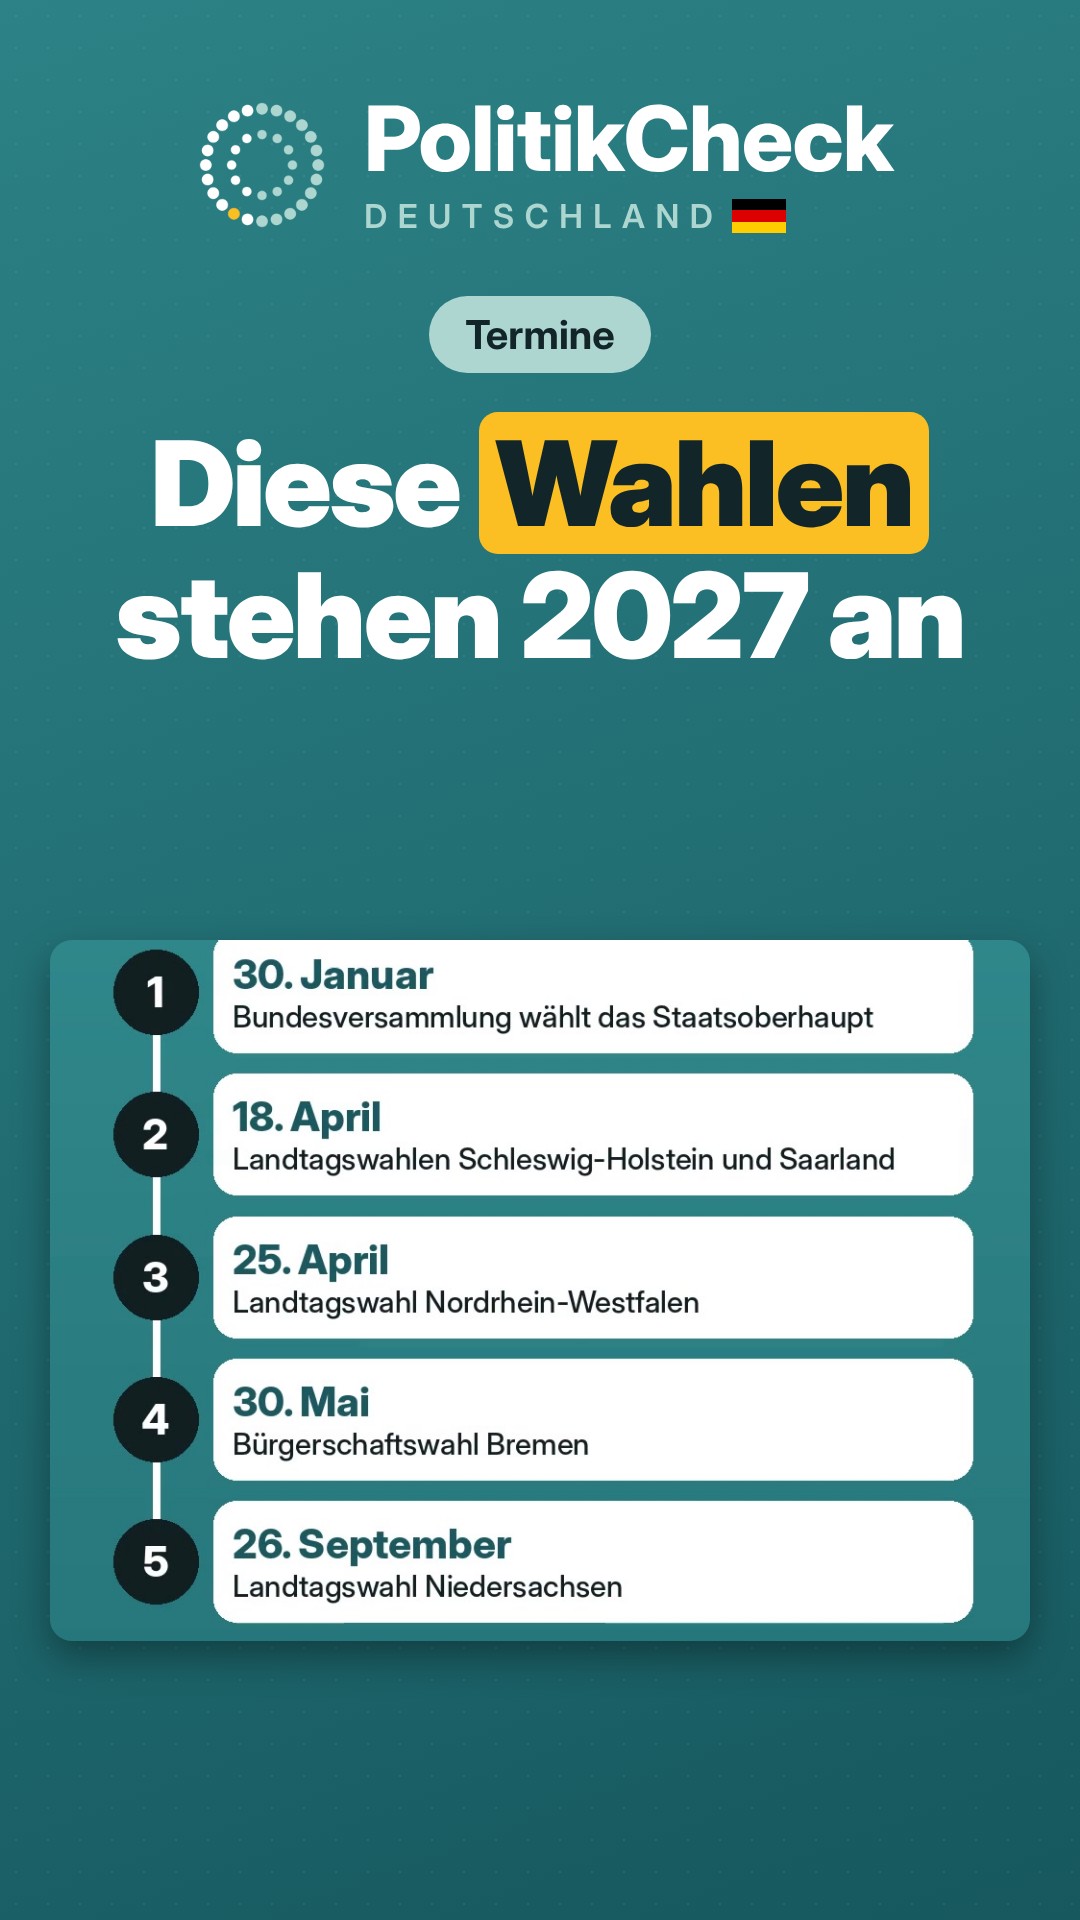 PolitikCheck
DEUTSCHLAND
Termine
Diese Wahlen
stehen 2027 an
1
30. Januar
Bundesversammlung wählt das Staatsoberhaupt
2
18. April
Landtagswahlen Schleswig-Holstein und Saarland
3
25. April
Landtagswahl Nordrhein-Westfalen
4
30. Mai
Bürgerschaftswahl Bremen
5
26. September
Landtagswahl Niedersachsen